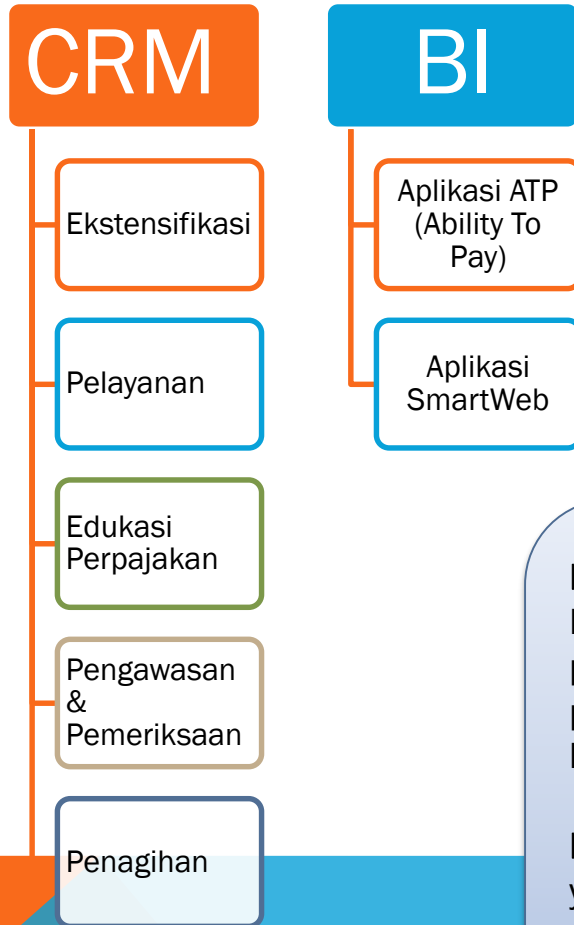 CRM
Ekstensifikasi
Pelayanan
Edukasi
Perpajakan
Pengawasan
&
Pemeriksaan
Penagihan
BI
Aplikasi ATP
(Ability To
Pay)
Aplikasi
SmartWeb